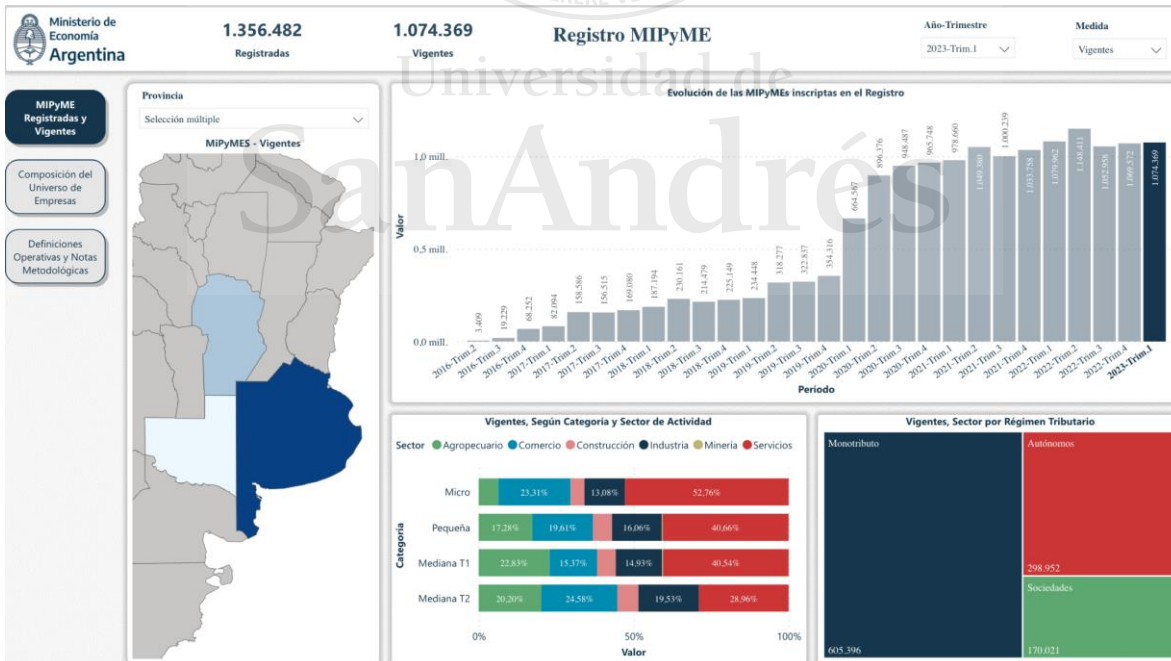 Ministerio de
Economía
Argentina
1.356.482
Registradas
1.074.369
Vigentes
Registro MIPyME
Año-Trimestre
2023-Trim.1
Medida
Vigentes
Universidad de
SanAndrés
MIPyME
Registradas y
Vigentes
Composición del
Universo de
Empresas
Definiciones
Operativas y Notas
Metodológicas
Provincia
Selección múltiple
MiPyMES - Vigentes
Evolución de las MIPyMEs inscriptas en el Registro
Valor
1,0 mill.
0,5 mill.
0,0 mill.
3.409
19.229
68.252
82.094
158.586
156.515
169.080
187.194
230.161
214.479
225.149
234.448
318.277
322.837
354.316
664.567
896.376
948.487
965.748
978.660
1.049.380
1.000.239
1.033.758
1.079.962
1.148.411
1.052.958
1.069.572
1.074.369
2016-Trim.2
2016-Trim.3
2016-Trim.4
2017-Trim.1
2017-Trim.2
2017-Trim.3
2017-Trim.4
2018-Trim.1
2018-Trim.2
2018-Trim.3
2018-Trim.4
2019-Trim.1
2019-Trim.2
2019-Trim.3
2019-Trim.4
2020-Trim.1
2020-Trim.2
2020-Trim.3
2020-Trim.4
2021-Trim.1
2021-Trim.2
2021-Trim.3
2021-Trim.4
2022-Trim.1
2022-Trim.2
2022-Trim.3
2022-Trim.4
2023-Trim.1
Período
Vigentes, Según Categoría y Sector de Actividad
Sector Agropecuario Comercio Construcción Industria Minería Servicios
Categoría
Micro 23,31% 13,08% 52,76%
Pequeña 17,28% 19,61% 16,06% 40,66%
Mediana T1 22,83% 15,37% 14,93% 40,54%
Mediana T2 20,20% 24,58% 19,53% 28,96%
0% 50% 100%
Valor
Vigentes, Sector por Régimen Tributario
Monotributo
605.396
Autónomos
298.952
Sociedades
170.021